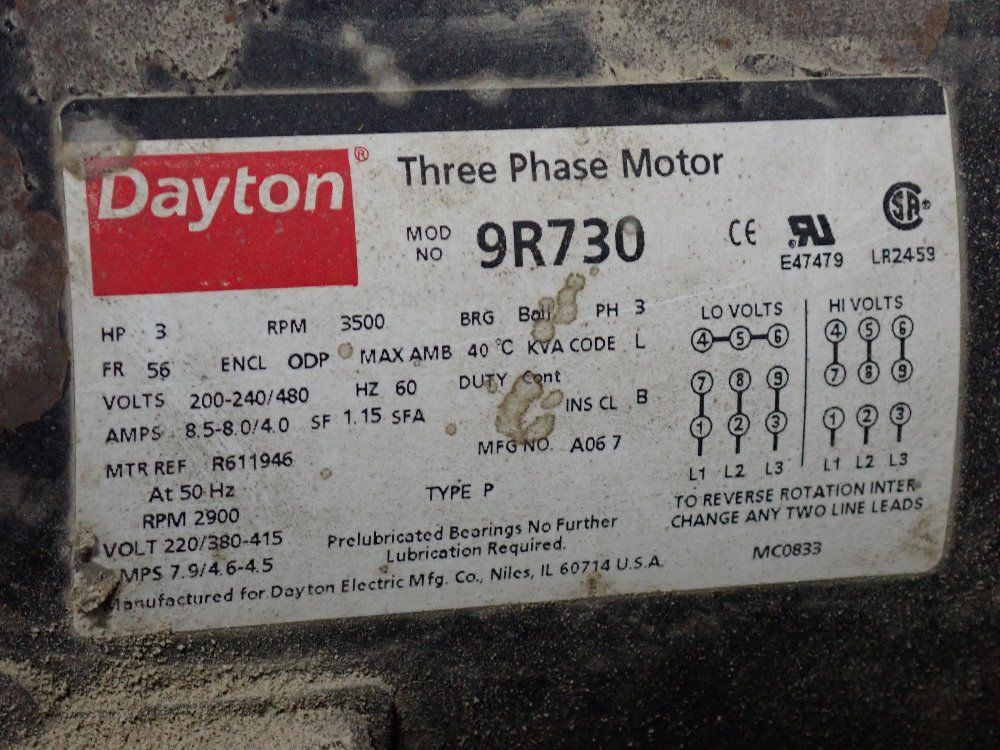 Dayton®
Three Phase Motor
MOD NO 9R730
CE
RU
E47479
SA
LR2459
HP 3 RPM 3500 BRG Ball PH 3
FR 56 ENCL ODP MAX AMB 40 °C KVA CODE L
VOLTS 200-240/480 HZ 60 DUTY Cont
AMPS 8.5-8.0/4.0 SF 1.15 SFA INS CL B
MTR REF R611946 MFG NO A06 7
At 50 Hz TYPE P
RPM 2900
VOLT 220/380-415
MPS 7.9/4.6-4.5
Prelubricated Bearings No Further
Lubrication Required.
Manufactured for Dayton Electric Mfg. Co., Niles, IL 60714 U.S.A.
LO VOLTS
4 5 6
7 8 9
1 2 3
L1 L2 L3
HI VOLTS
4 5 6
7 8 9
1 2 3
L1 L2 L3
TO REVERSE ROTATION INTER-
CHANGE ANY TWO LINE LEADS
MC0833